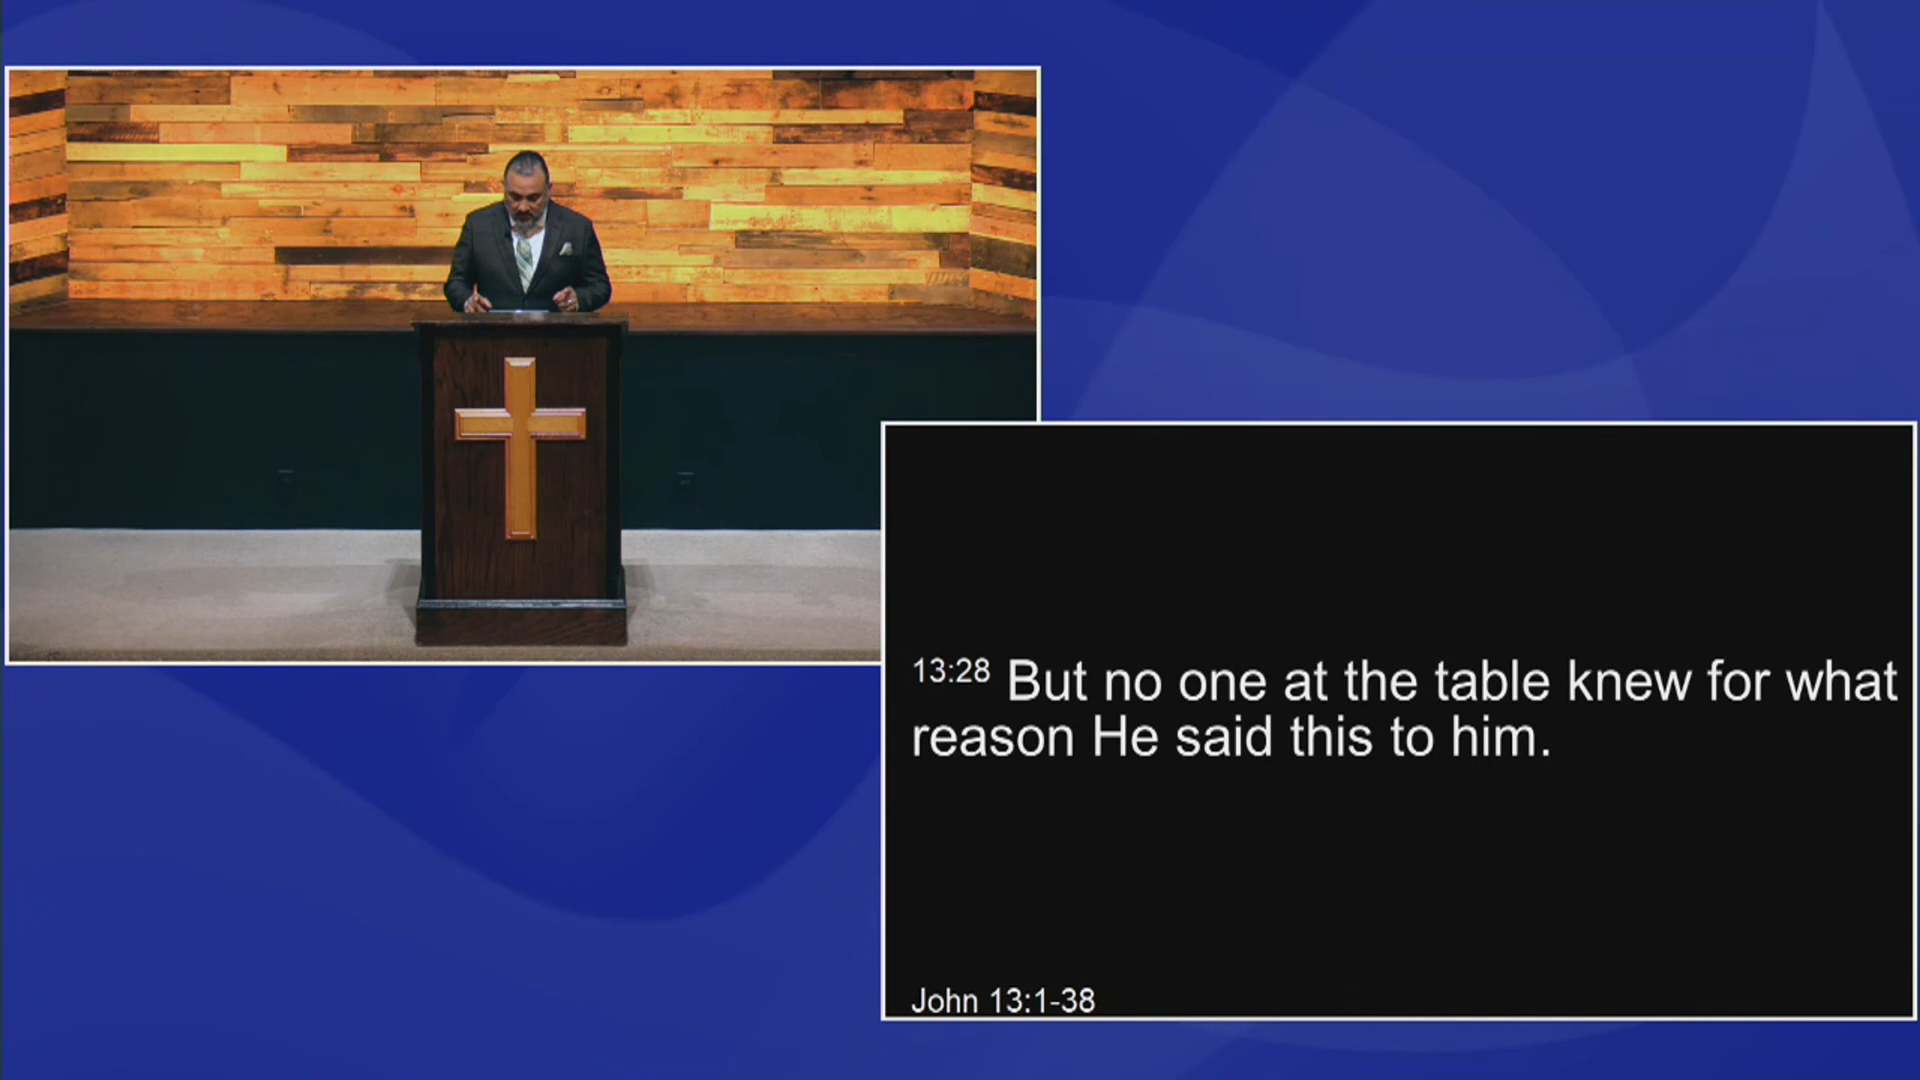 13:28 But no one at the table knew for what
reason He said this to him.
John 13:1-38